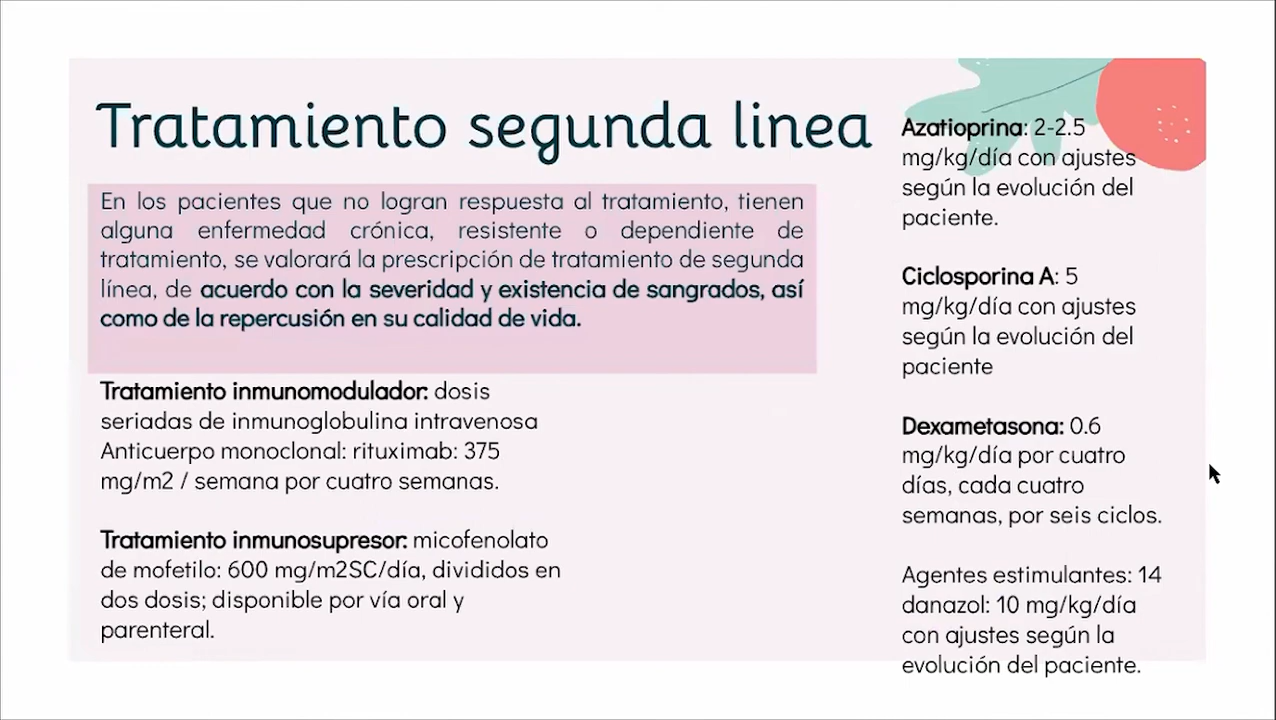 Tratamiento segunda linea
En los pacientes que no logran respuesta al tratamiento, tienen
alguna enfermedad crónica, resistente o dependiente de
tratamiento, se valorará la prescripción de tratamiento de segunda
línea, de acuerdo con la severidad y existencia de sangrados, así
como de la repercusión en su calidad de vida.
Tratamiento inmunomodulador: dosis
seriadas de inmunoglobulina intravenosa
Anticuerpo monoclonal: rituximab: 375
mg/m2 / semana por cuatro semanas.
Tratamiento inmunosupresor: micofenolato
de mofetilo: 600 mg/m2SC/día, divididos en
dos dosis; disponible por vía oral y
parenteral.
Azatioprina: 2-2.5
mg/kg/día con ajustes
según la evolución del
paciente.
Ciclosporina A: 5
mg/kg/día con ajustes
según la evolución del
paciente
Dexametasona: 0.6
mg/kg/día por cuatro
días, cada cuatro
semanas, por seis ciclos.
Agentes estimulantes: 14
danazol: 10 mg/kg/día
con ajustes según la
evolución del paciente.